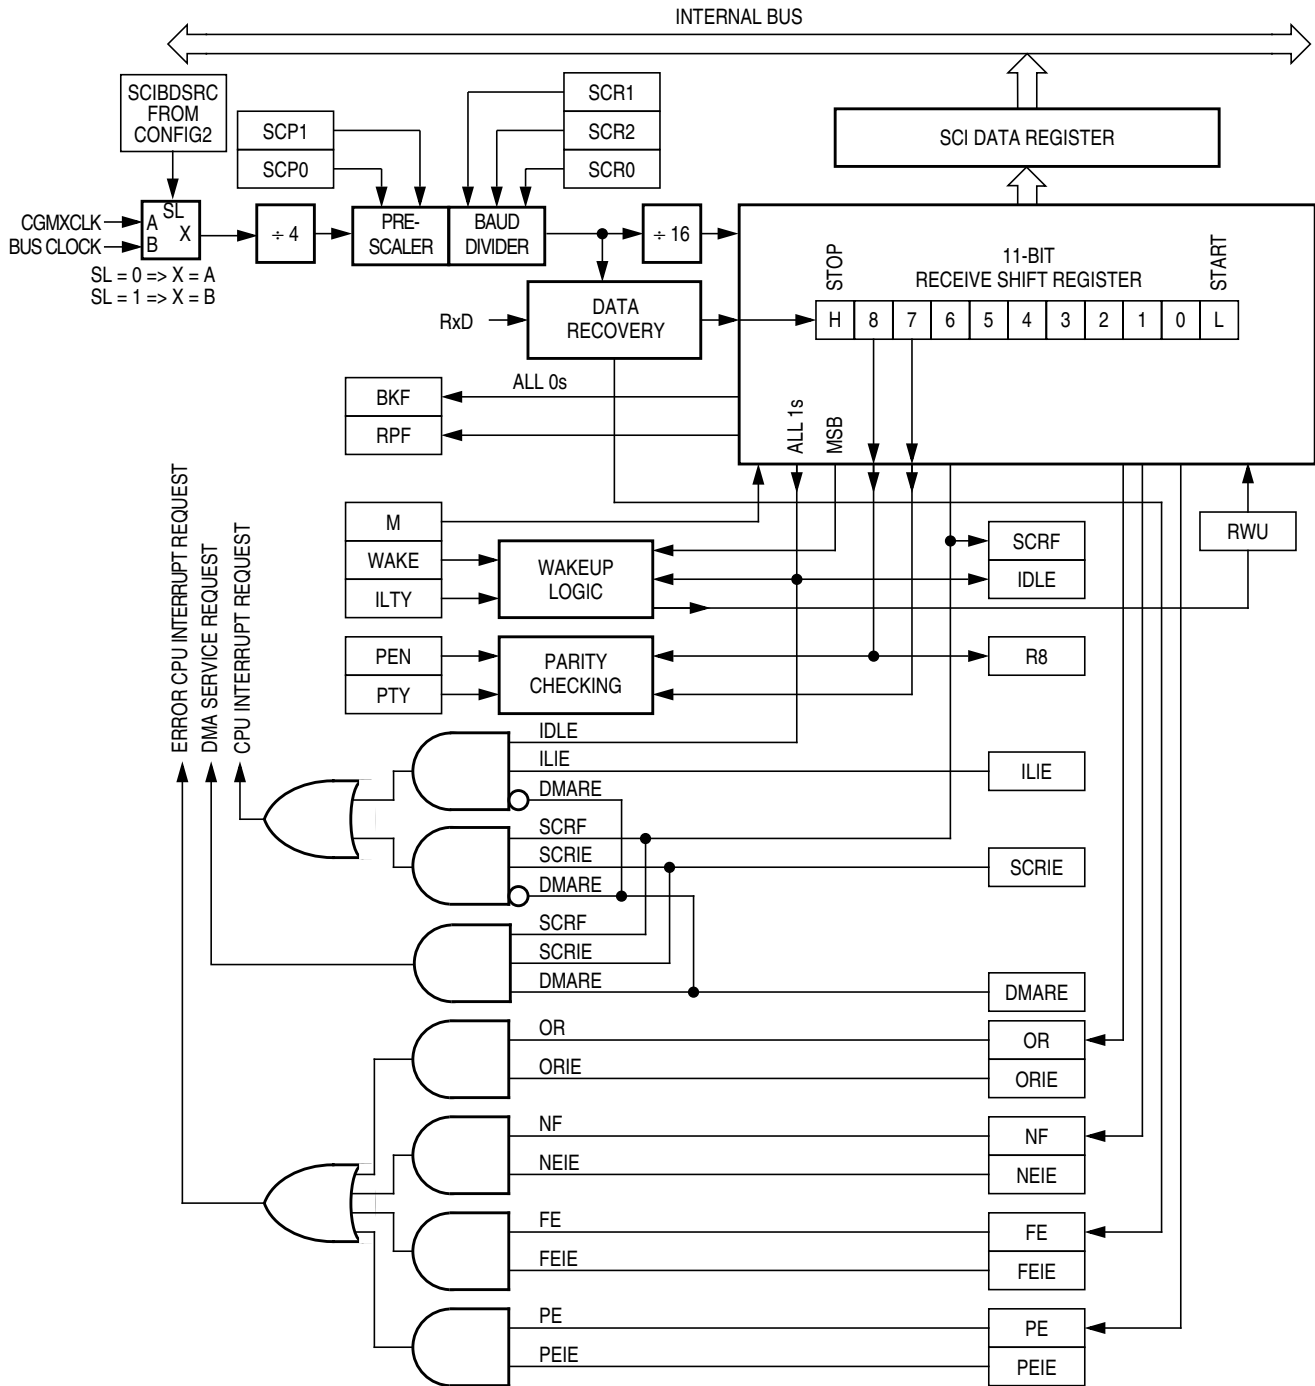 INTERNAL BUS
SCIBDSRC
FROM
CONFIG2
SCP1
SCP0
SCR1
SCR2
SCR0
SCI DATA REGISTER
CGMXCLK
BUS CLOCK
A
B
SL
X
÷ 4
PRE-
SCALER
BAUD
DIVIDER
÷ 16
SL = 0 => X = A
SL = 1 => X = B
STOP
11-BIT
RECEIVE SHIFT REGISTER
START
H 8 7 6 5 4 3 2 1 0 L
RxD
DATA
RECOVERY
ALL 0s
BKF
RPF
ALL 1s
MSB
M
WAKE
ILTY
WAKEUP
LOGIC
SCRF
IDLE
RWU
PEN
PTY
PARITY
CHECKING
R8
ERROR CPU INTERRUPT REQUEST
DMA SERVICE REQUEST
CPU INTERRUPT REQUEST
IDLE
ILIE
DMARE
ILIE
SCRF
SCRIE
DMARE
SCRIE
SCRF
SCRIE
DMARE
DMARE
OR
ORIE
OR
ORIE
NF
NEIE
NF
NEIE
FE
FEIE
FE
FEIE
PE
PEIE
PE
PEIE